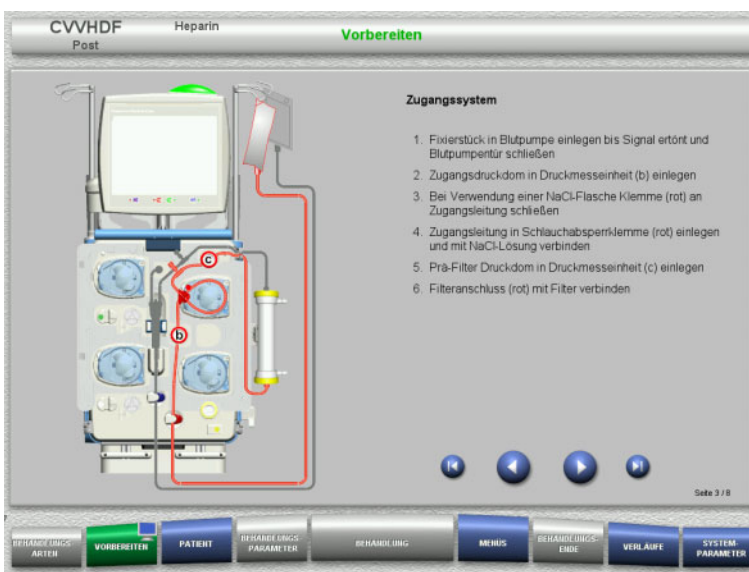 CVVHDF
Heparin
Post
Vorbereiten
Zugangssystem
1. Fixierstück in Blutpumpe einlegen bis Signal ertönt und
Blutpumpentür schließen
2. Zugangsdruckdom in Druckmesseinheit (b) einlegen
3. Bei Verwendung einer NaCl-Flasche Klemme (rot) an
Zugangsleitung schließen
4. Zugangsleitung in Schlauchabsperrklemme (rot) einlegen
und mit NaCl-Lösung verbinden
5. Prä-Filter Druckdom in Druckmesseinheit (c) einlegen
6. Filteranschluss (rot) mit Filter verbinden
c
b
Seite 3 / 8
BEHANDLUNGS-
ARTEN
VORBEREITEN
PATIENT
BEHANDLUNGS-
PARAMETER
BEHANDLUNG
MENÜS
BEHANDLUNGS-
ENDE
VERLÄUFE
SYSTEM-
PARAMETER